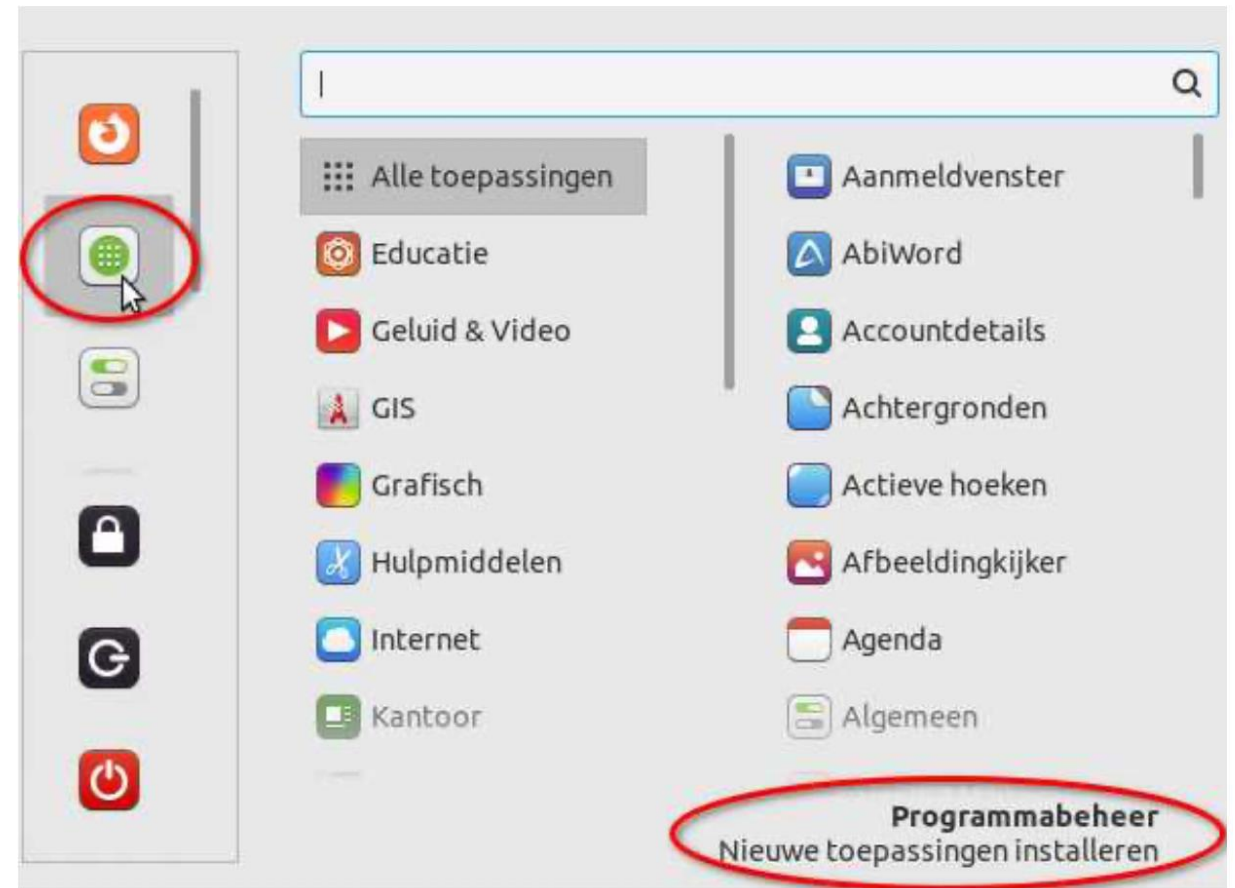 Alle toepassingen
Educatie
Geluid & Video
GIS
Grafisch
Hulpmiddelen
Internet
Kantoor
Aanmeldvenster
AbiWord
Accountdetails
Achtergronden
Actieve hoeken
Afbeeldingkijker
Agenda
Algemeen
Programmabeheer
Nieuwe toepassingen installeren